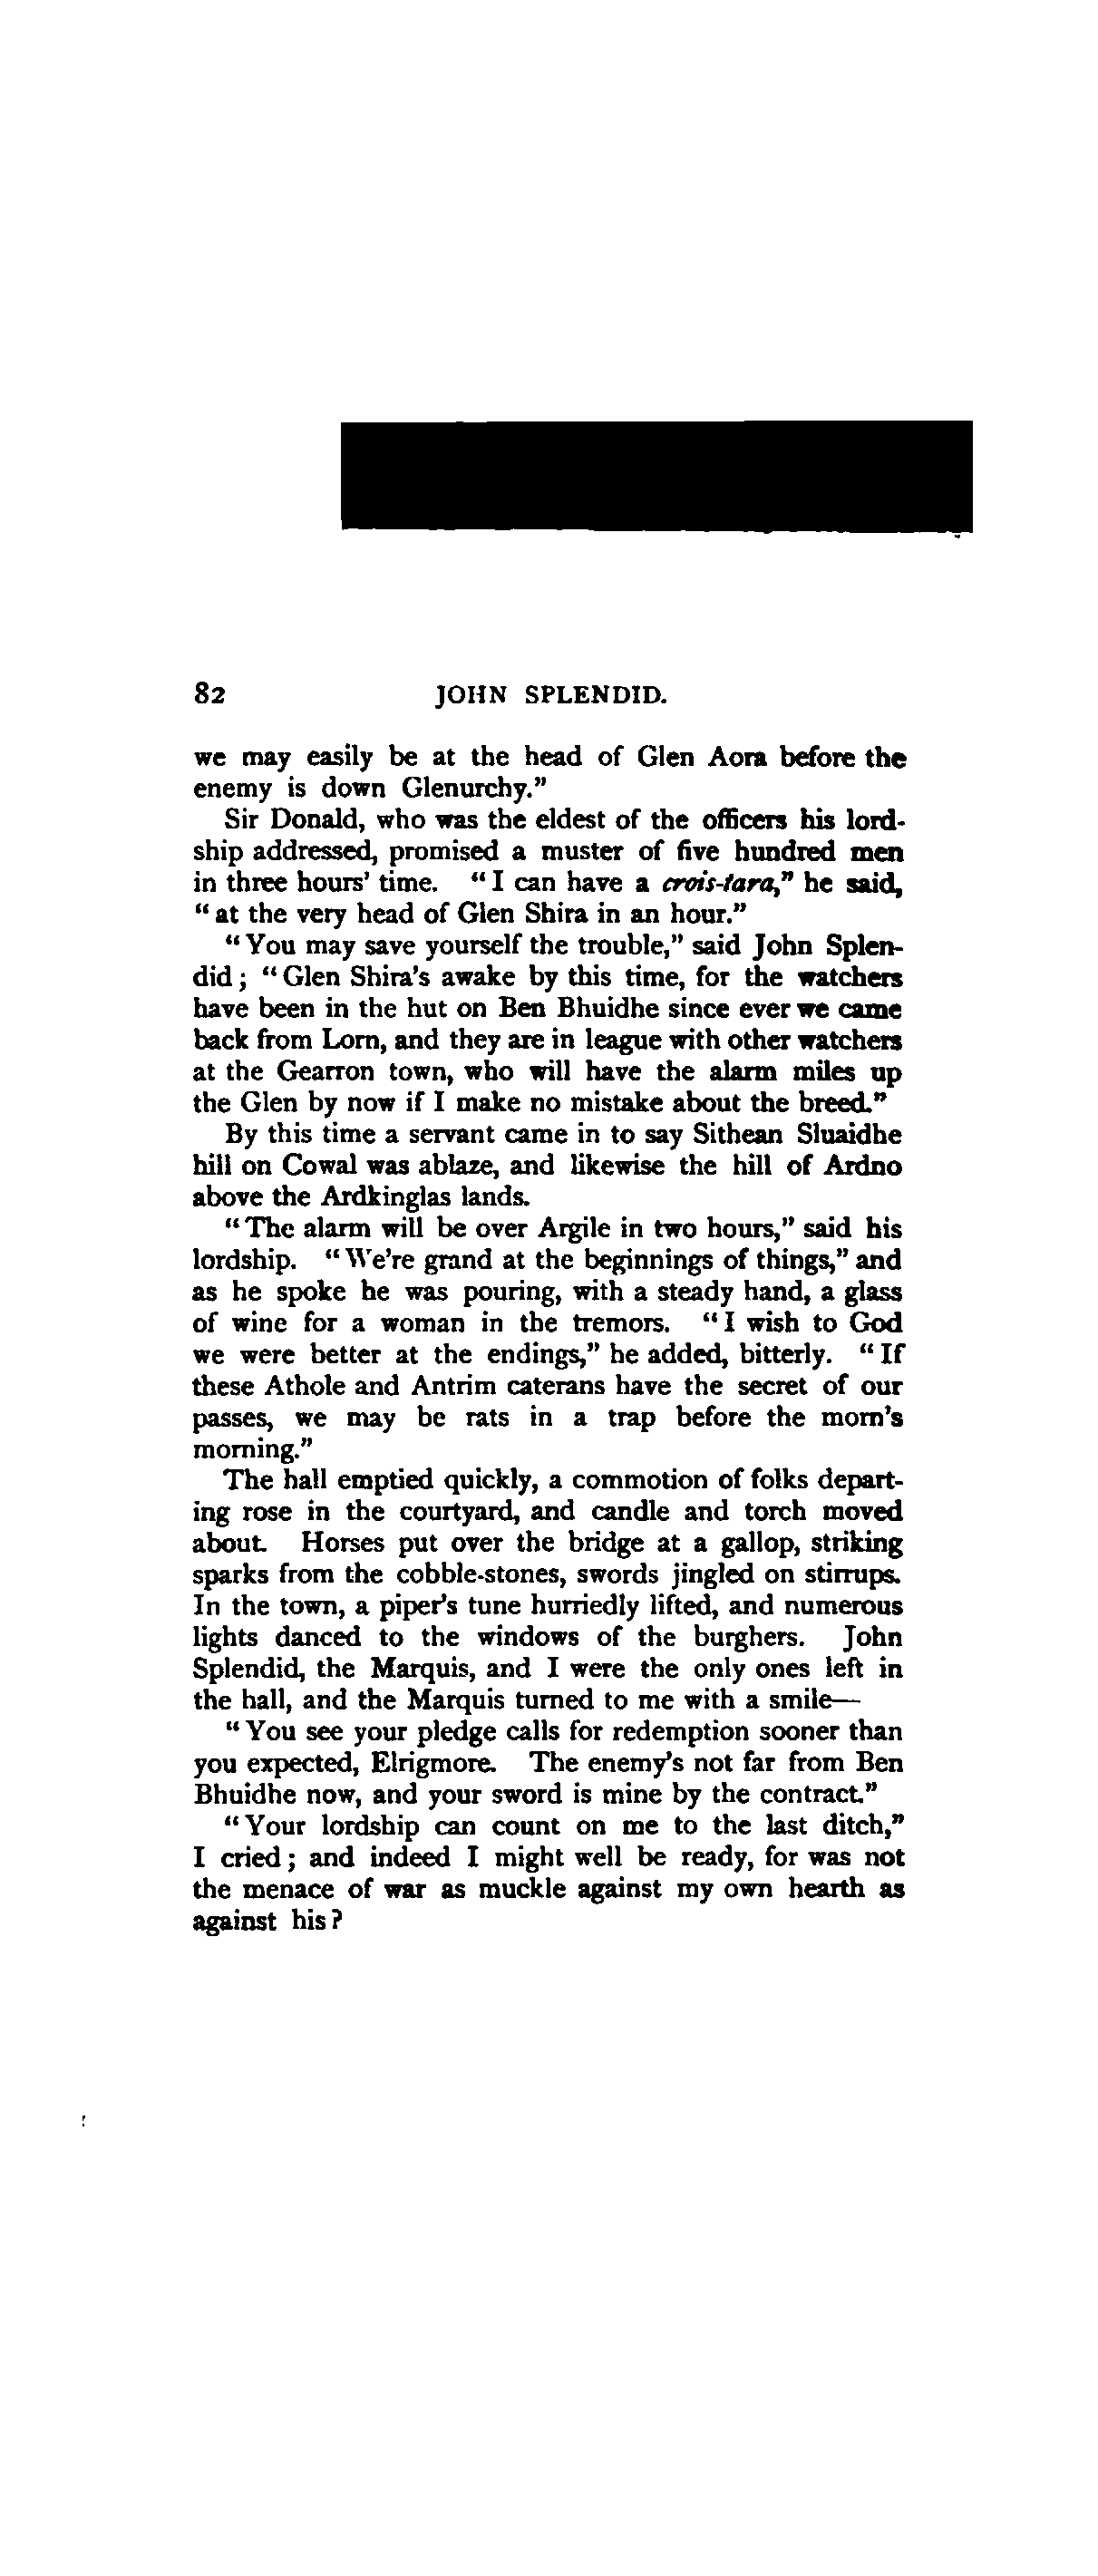 82 JOHN SPLENDID.
we may easily be at the head of Glen Aora before the
enemy is down Glenurchy.”
Sir Donald, who was the eldest of the officers his lord-
ship addressed, promised a muster of five hundred men
in three hours’ time. “I can have a crois-tara,” he said,
“at the very head of Glen Shira in an hour.”
“You may save yourself the trouble,” said John Splen-
did; “Glen Shira’s awake by this time, for the watchers
have been in the hut on Ben Bhuidhe since ever we came
back from Lorn, and they are in league with other watchers
at the Gearron town, who will have the alarm miles up
the Glen by now if I make no mistake about the breed.”
By this time a servant came in to say Sithean Sluaidhe
hill on Cowal was ablaze, and likewise the hill of Ardno
above the Ardkinglas lands.
“The alarm will be over Argile in two hours,” said his
lordship. “We’re grand at the beginnings of things,” and
as he spoke he was pouring, with a steady hand, a glass
of wine for a woman in the tremors. “I wish to God
we were better at the endings,” he added, bitterly. “If
these Athole and Antrim caterans have the secret of our
passes, we may be rats in a trap before the morn’s
morning.”
The hall emptied quickly, a commotion of folks depart-
ing rose in the courtyard, and candle and torch moved
about. Horses put over the bridge at a gallop, striking
sparks from the cobble-stones, swords jingled on stirrups.
In the town, a piper’s tune hurriedly lifted, and numerous
lights danced to the windows of the burghers. John
Splendid, the Marquis, and I were the only ones left in
the hall, and the Marquis turned to me with a smile—
“You see your pledge calls for redemption sooner than
you expected, Elrigmore. The enemy’s not far from Ben
Bhuidhe now, and your sword is mine by the contract.”
“Your lordship can count on me to the last ditch,”
I cried; and indeed I might well be ready, for was not
the menace of war as muckle against my own hearth as
against his?